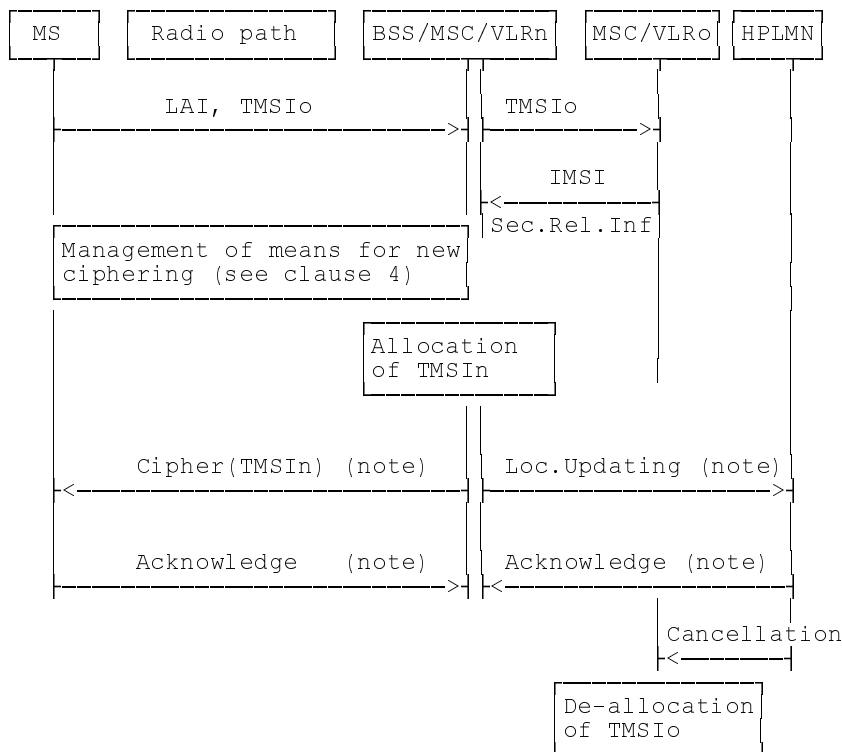 MS Radio path BSS/MSC/VLRn MSC/VLRo HPLMN
LAI, TMSIo TMSIo
IMSI
Sec.Rel.Inf
Management of means for new
ciphering (see clause 4)
Allocation
of TMSIn
Cipher(TMSIn) (note) Loc.Updating (note)
Acknowledge (note) Acknowledge (note)
Cancellation
De-allocation
of TMSIo